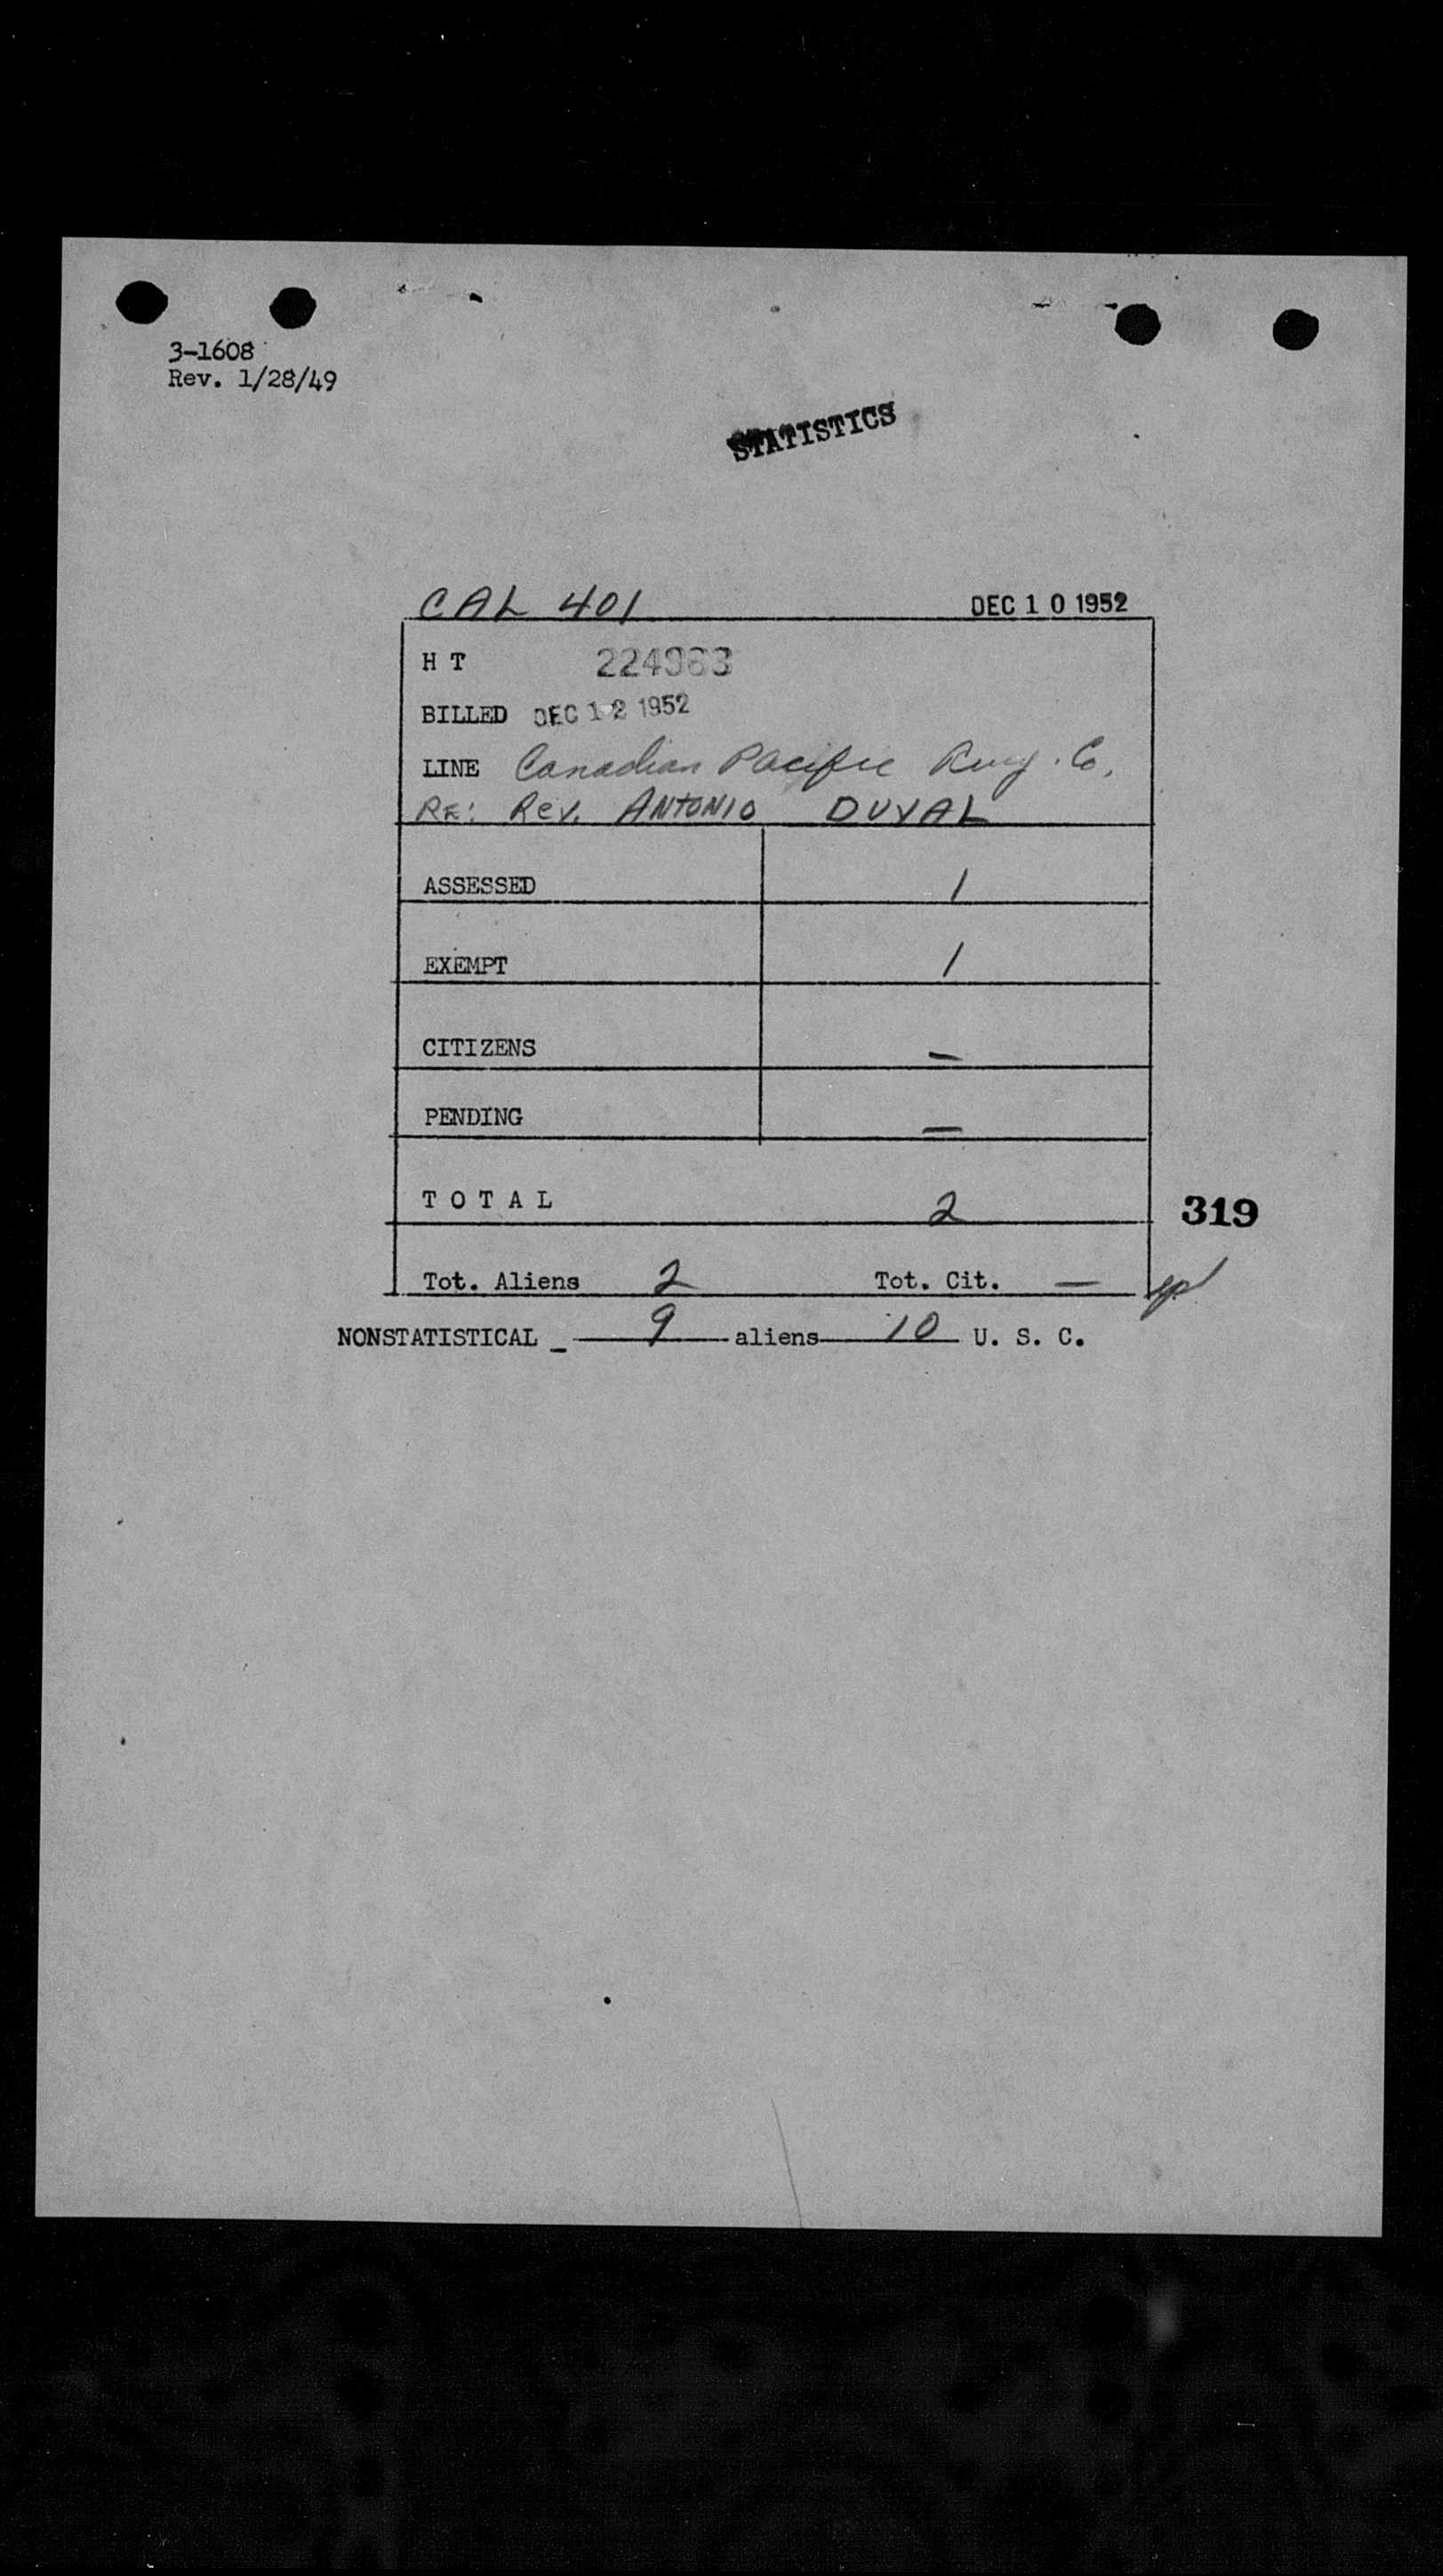 3-1608
Rev. 1/28/49
STATISTICS
CAL 401 DEC 10 1952
H T 224963
BILLED DEC 12 1952
LINE Canadian Pacific Rwy. Co.
RE: Rev. ANTONIO DUVAL
ASSESSED 1
EXEMPT 1
CITIZENS —
PENDING —
T O T A L 2
319
Tot. Aliens 2 Tot. Cit. —
NONSTATISTICAL _ 9 aliens 10 U. S. C.